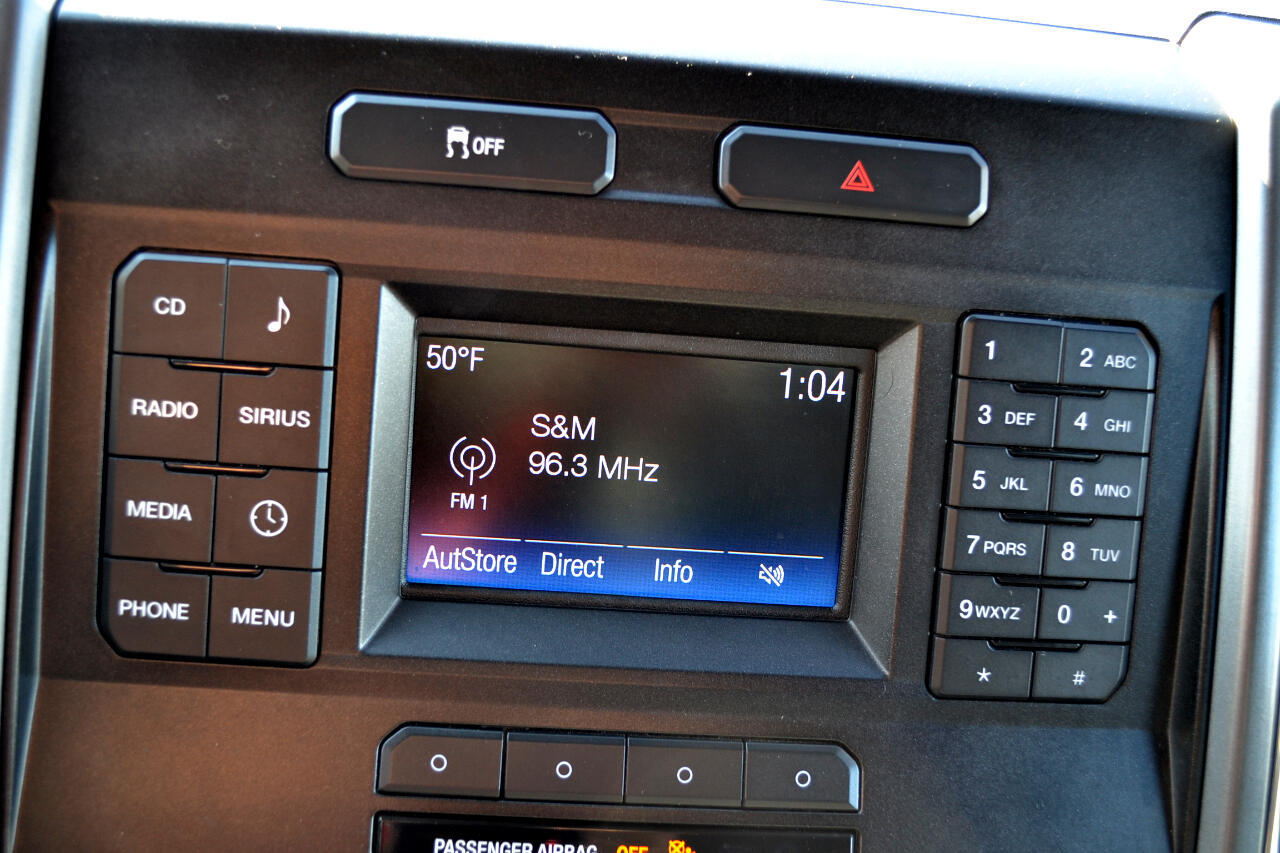 OFF
CD
RADIO
SIRIUS
MEDIA
PHONE
MENU
50°F
1:04
S&M
96.3 MHz
FM 1
AutStore Direct Info
1
2 ABC
3 DEF
4 GHI
5 JKL
6 MNO
7 PQRS
8 TUV
9 WXYZ
0 +
* #
PASSENGER AIRBAG OFF